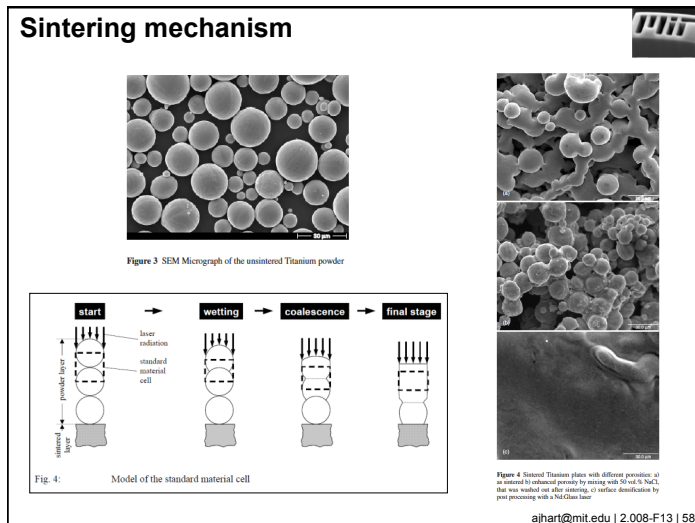 Sintering mechanism
MIT
50 µm
Figure 3 SEM Micrograph of the unsintered Titanium powder
(a)
(b)
(c)
start
wetting
coalescence
final stage
laser
radiation
standard
material
cell
powder layer
sintered
layer
Fig. 4: Model of the standard material cell
Figure 4 Sintered Titanium plates with different porosities: a)
as sintered b) enhanced porosity by mixing with 50 vol.% NaCl,
that was washed out after sintering, c) surface densification by
post processing with a Nd:Glass laser
ajhart@mit.edu | 2.008-F13 | 58